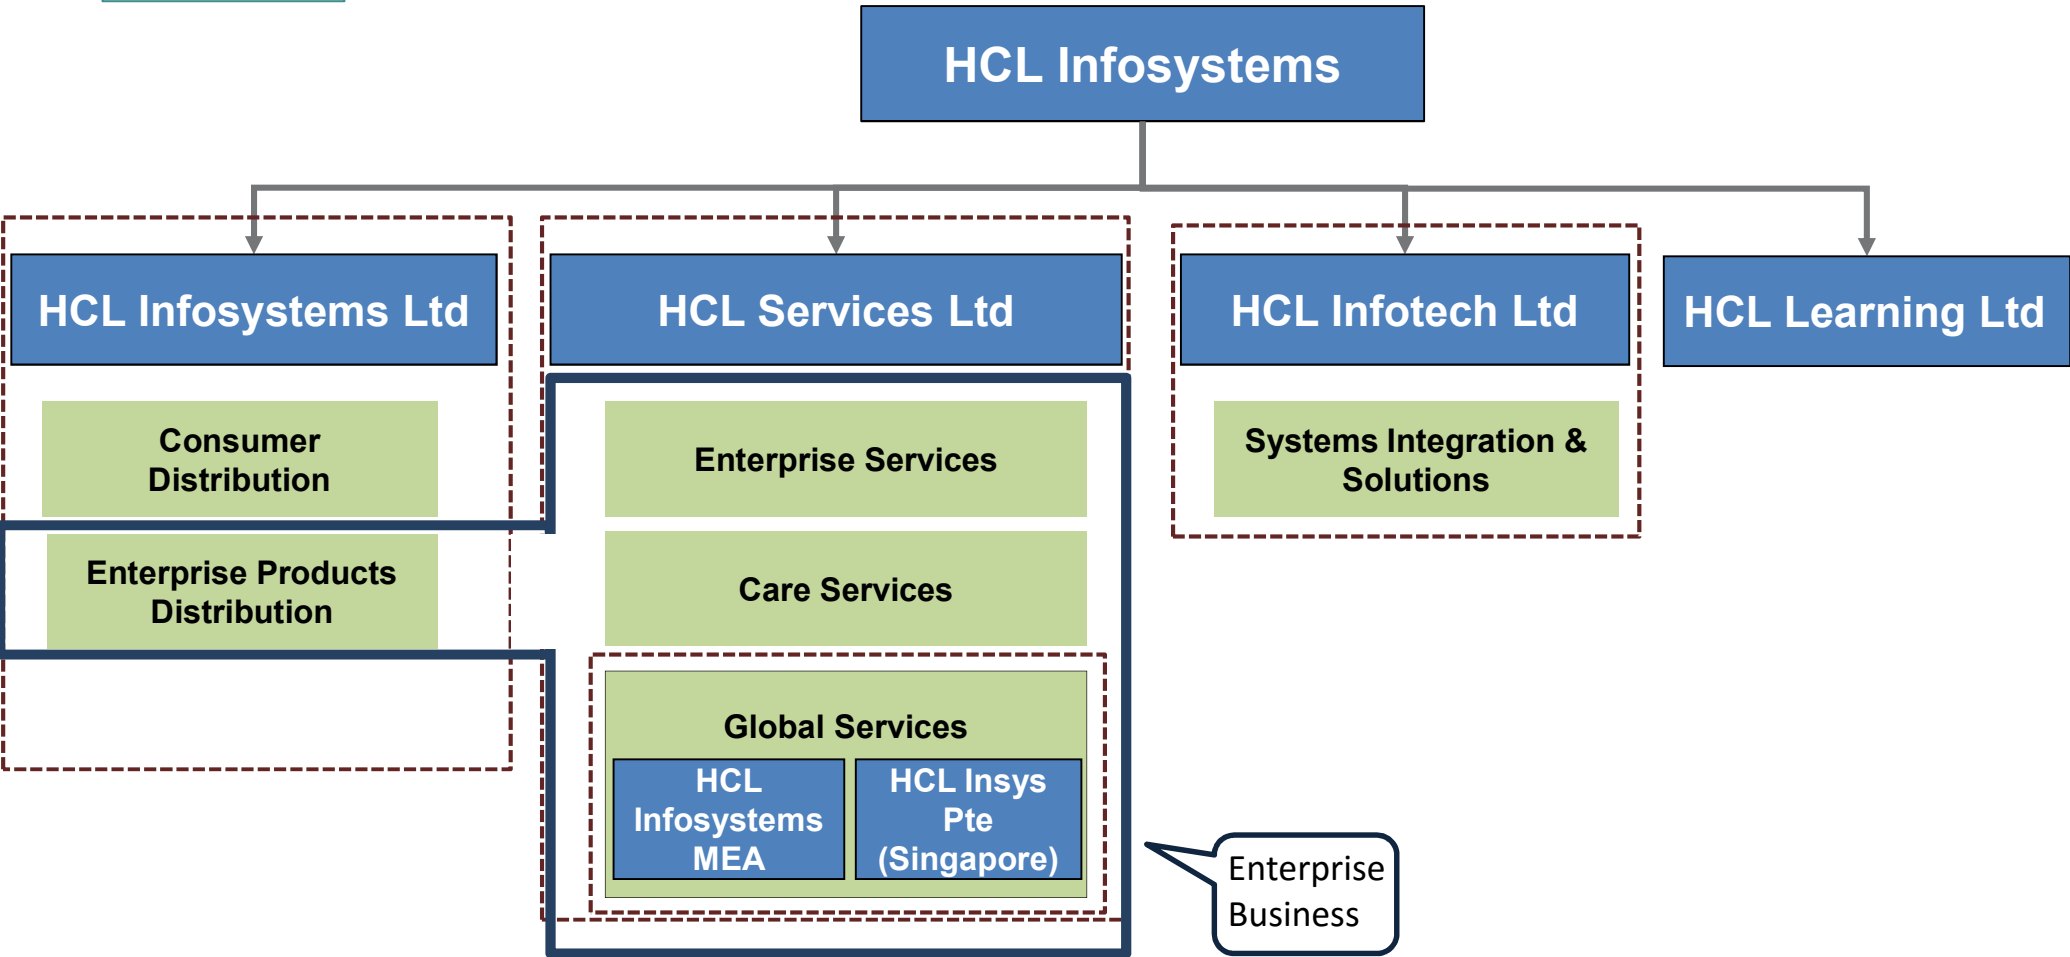 HCL Infosystems
HCL Infosystems Ltd
HCL Services Ltd
HCL Infotech Ltd
HCL Learning Ltd
Consumer
Distribution
Enterprise Products
Distribution
Enterprise Services
Care Services
Global Services
HCL
Infosystems
MEA
HCL Insys
Pte
(Singapore)
Systems Integration &
Solutions
Enterprise
Business